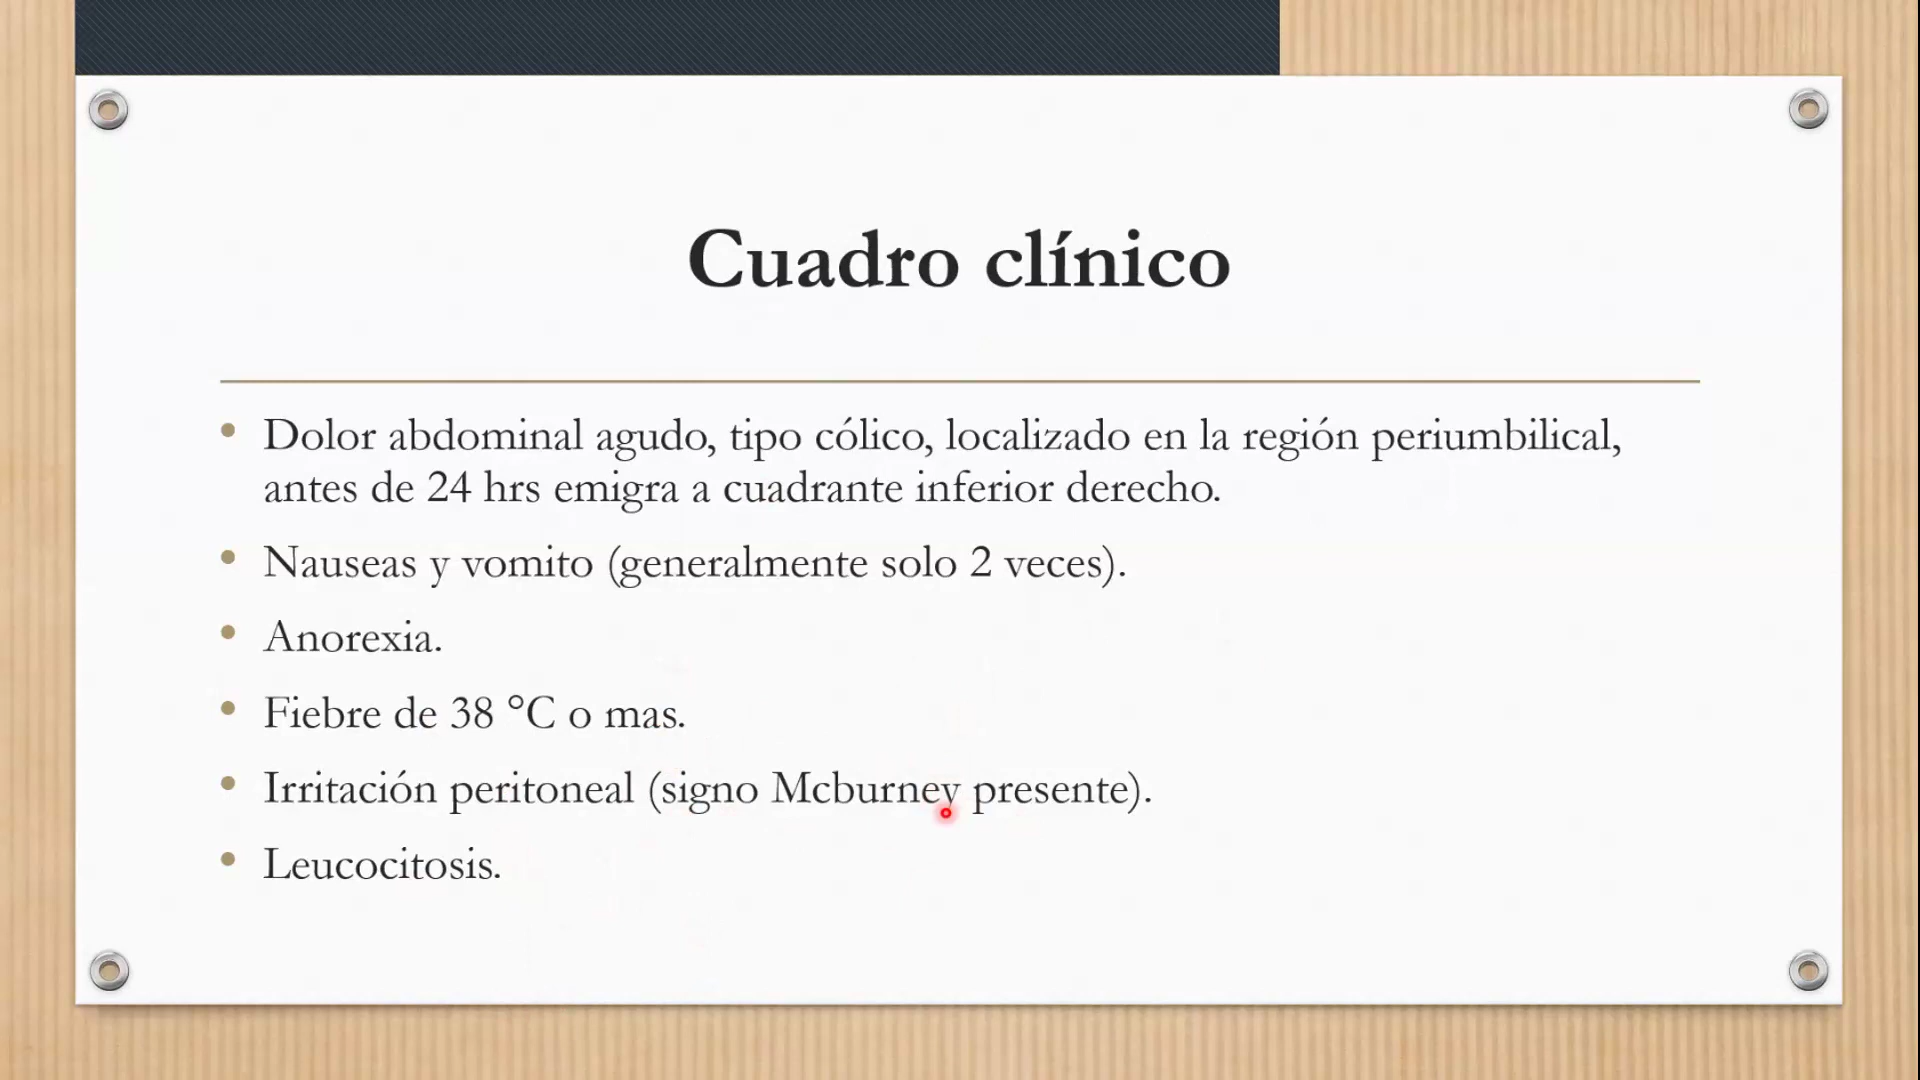 Cuadro clínico
• Dolor abdominal agudo, tipo cólico, localizado en la región periumbilical,
antes de 24 hrs emigra a cuadrante inferior derecho.
• Nauseas y vomito (generalmente solo 2 veces).
• Anorexia.
• Fiebre de 38 °C o mas.
• Irritación peritoneal (signo Mcburney presente).
• Leucocitosis.